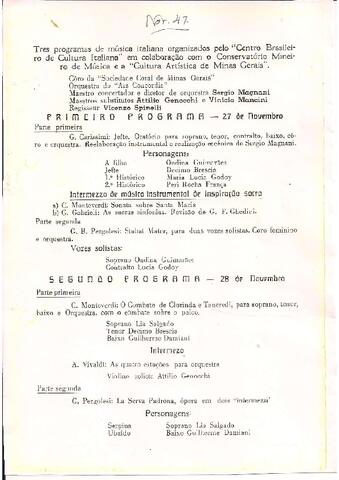 Nov. 47
Tres programas de música italiana organizados pelo "Centro Brasilei-
ro de Cultura Italiana" em colaboração com o Conservatório Minei-
ro de Música e a "Cultura Artística de Minas Gerais".
Côro da "Sociedace Coral de Minas Gerais"
Orquestra do "Ars Concordis"
Maestro concertador e diretor de orquestra Sergio Magnani
Maestros substitutos Attilio Genocchi e Vinicio Mancini
Regisseur Vicenzo Spinelli
PRIMEIRO PROGRAMA — 27 de Novembro
Parte primeira
G. Carissimi: Jefte, Oratório para soprano, tenor, contralto, baixo, cô-
ro e orquestra. Reelaboração instrumental e realização orgânica de Sergio Magnani.
Personagens:
A filha Ondina Guimarães
Jefte Decimo Brescia
1.º Histórico Maria Lucia Godoy
2.º Histórico Peri Rocha França
Intermezzo de música instrumental de inspiração sacra
a) C. Monteverdi: Sonata sobre Santa Maria
b) G. Gabrieli: As sacras sinfonias. Revisão de G. F. Ghedini.
Parte segunda
G. B. Pergolesi: Stabat Mater, para duas vozes solistas. Coro feminino
e orquestra.
Vozes solistas:
Soprano Ondina Guimarães
Contralto Lucia Godoy
SEGUNDO PROGRAMA — 28 de Novembro
Parte primeira
C. Monteverdi: O Combate de Clorinda e Tancredi, para soprano, tenor,
baixo e Orquestra, com o combate sobre o palco.
Soprano Lia Salgado
Tenor Decimo Brescia
Baixo Guilherme Damiani
Intermezo
A. Vivaldi: As quatro estações para orquestra
Violino solista: Attilio Genocchi
Parte segunda
C. Pergolesi: La Serva Padrona, ópera em dois "intermezi"
Personagens:
Serpina Soprano Lia Salgado
Ubaldo Baixo Guilherme Damiani